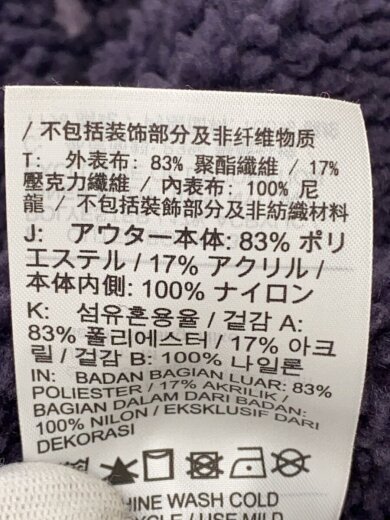 / 不包括装饰部分及非纤维物质
T: 外表布: 83% 聚酯纖維 / 17%
壓克力纖維 / 內表布: 100% 尼
龍 / 不包括裝飾部分及非紡織材料
J: アウター本体: 83% ポリ
エステル / 17% アクリル /
本体内側: 100% ナイロン
K: 섬유혼용율 / 겉감 A:
83% 폴리에스터 / 17% 아크
릴 / 겉감 B: 100% 나일론
IN: BADAN BAGIAN LUAR: 83%
POLIESTER / 17% AKRILIK /
BAGIAN DALAM DARI BADAN:
100% NILON / EKSKLUSIF DARI
DEKORASI
HINE WASH COLD
YCLE / USE MILD